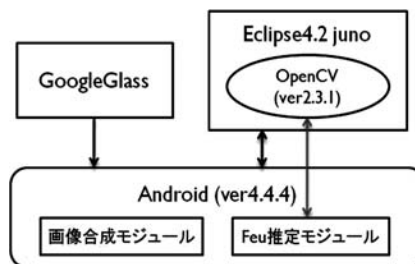 Eclipse4.2 juno
GoogleGlass
OpenCV
(ver2.3.1)
Android (ver4.4.4)
画像合成モジュール
Feu推定モジュール